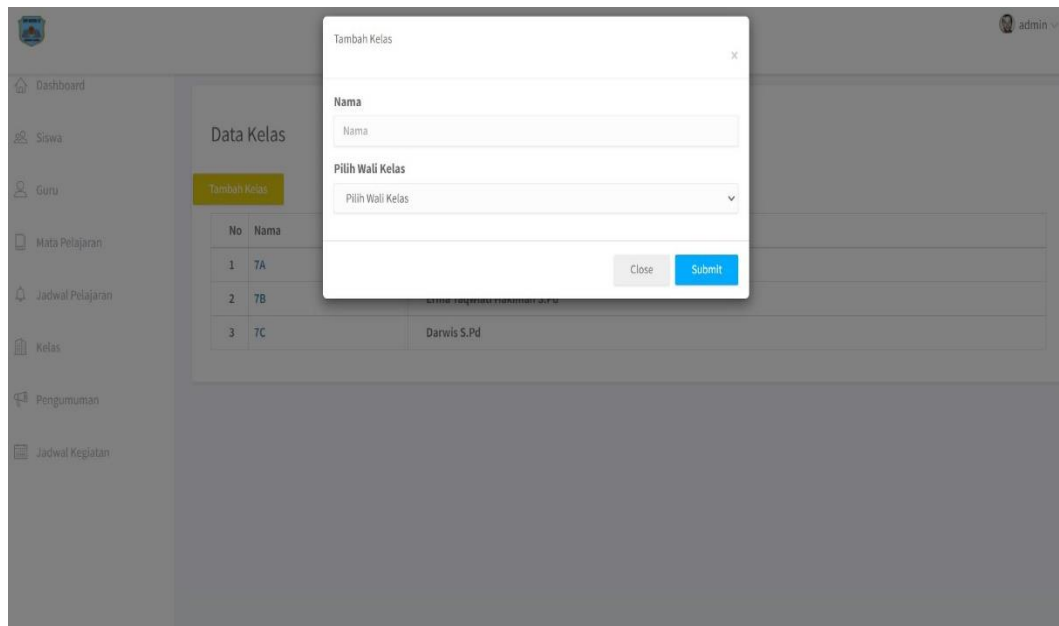 admin
Tambah Kelas
×
Dashboard
Siswa
Guru
Mata Pelajaran
Jadwal Pelajaran
Kelas
Pengumuman
Jadwal Kegiatan
Nama
Nama
Pilih Wali Kelas
Pilih Wali Kelas
Close Submit
Data Kelas
Tambah Kelas
No Nama
1 7A
2 7B
3 7C Darwis S.Pd